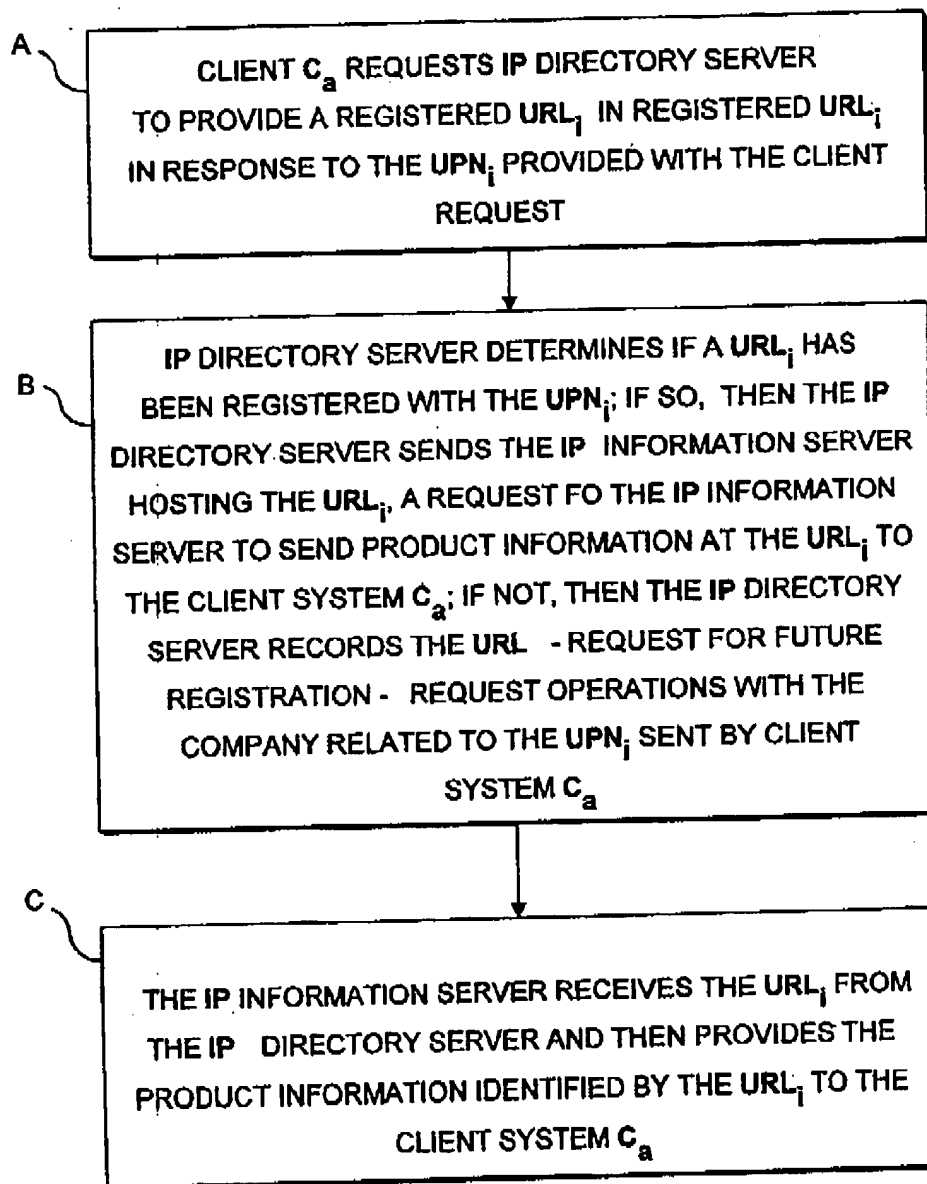 A
CLIENT Ca REQUESTS IP DIRECTORY SERVER
TO PROVIDE A REGISTERED URLi IN REGISTERED URLi
IN RESPONSE TO THE UPNi PROVIDED WITH THE CLIENT
REQUEST
B
IP DIRECTORY SERVER DETERMINES IF A URLi HAS
BEEN REGISTERED WITH THE UPNi; IF SO, THEN THE IP
DIRECTORY SERVER SENDS THE IP INFORMATION SERVER
HOSTING THE URLi, A REQUEST FO THE IP INFORMATION
SERVER TO SEND PRODUCT INFORMATION AT THE URLi TO
THE CLIENT SYSTEM Ca; IF NOT, THEN THE IP DIRECTORY
SERVER RECORDS THE URL - REQUEST FOR FUTURE
REGISTRATION - REQUEST OPERATIONS WITH THE
COMPANY RELATED TO THE UPNi SENT BY CLIENT
SYSTEM Ca
C
THE IP INFORMATION SERVER RECEIVES THE URLi FROM
THE IP DIRECTORY SERVER AND THEN PROVIDES THE
PRODUCT INFORMATION IDENTIFIED BY THE URLi TO THE
CLIENT SYSTEM Ca